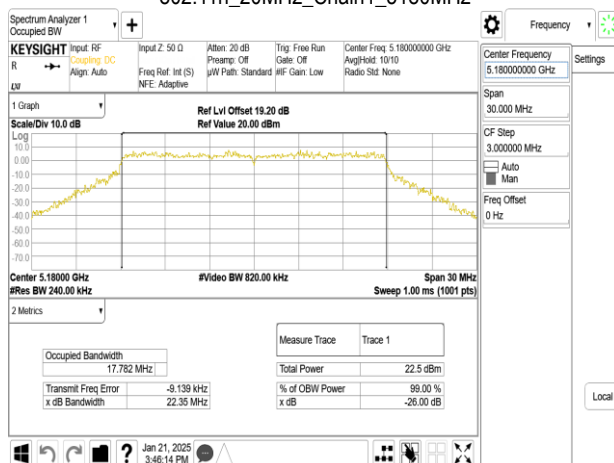 802.11n_20MHz_Chain1_5180MHz
Spectrum Analyzer 1
Occupied BW
Frequency
KEYSIGHT
R
LXI
Input: RF
Coupling: DC
Align: Auto
Input Z: 50 Ω
Freq Ref: Int (S)
NFE: Adaptive
Atten: 20 dB
Preamp: Off
µW Path: Standard
Trig: Free Run
Gate: Off
#IF Gain: Low
Center Freq: 5.180000000 GHz
Avg|Hold: 10/10
Radio Std: None
Center Frequency
5.180000000 GHz
Settings
Span
30.000 MHz
CF Step
3.000000 MHz
Auto
Man
Freq Offset
0 Hz
1 Graph
Scale/Div 10.0 dB
Ref Lvl Offset 19.20 dB
Ref Value 20.00 dBm
Log
10.0
0.00
-10.0
-20.0
-30.0
-40.0
-50.0
-60.0
-70.0
Center 5.18000 GHz
#Res BW 240.00 kHz
#Video BW 820.00 kHz
Span 30 MHz
Sweep 1.00 ms (1001 pts)
2 Metrics
Occupied Bandwidth
17.782 MHz
Transmit Freq Error -9.139 kHz
x dB Bandwidth 22.35 MHz
Measure Trace Trace 1
Total Power 22.5 dBm
% of OBW Power 99.00 %
x dB -26.00 dB
Local
Jan 21, 2025
3:46:14 PM